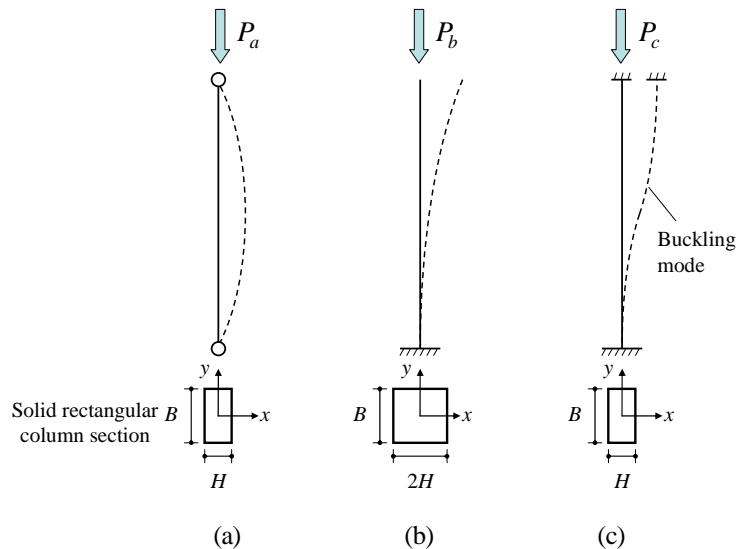 P_a
P_b
P_c
Buckling
mode
y
y
y
Solid rectangular
column section
B
x
B
x
B
x
H
2H
H
(a)
(b)
(c)